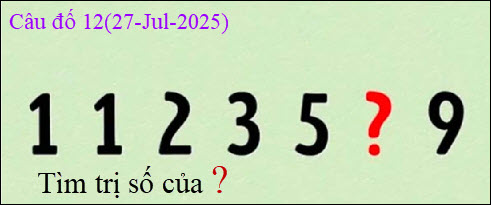 Câu đố 12(27-Jul-2025)
1 1 2 3 5 ? 9
Tìm trị số của ?